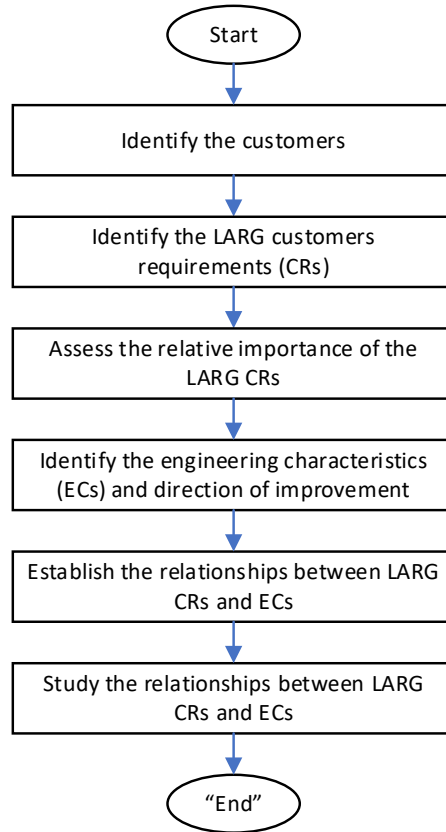 Start
Identify the customers
Identify the LARG customers
requirements (CRs)
Assess the relative importance of the
LARG CRs
Identify the engineering characteristics
(ECs) and direction of improvement
Establish the relationships between LARG
CRs and ECs
Study the relationships between LARG
CRs and ECs
“End”